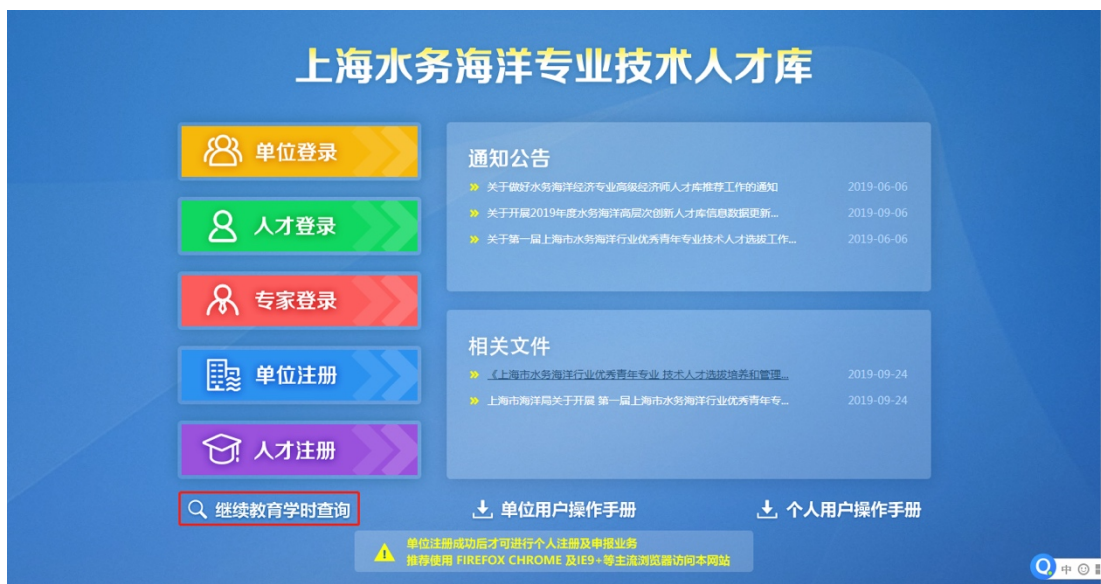 上海水务海洋专业技术人才库
单位登录
人才登录
专家登录
单位注册
人才注册
继续教育学时查询
通知公告
关于做好水务海洋经济专业高级经济师人才库推荐工作的通知 2019-06-06
关于开展2019年度水务海洋高层次创新人才库信息数据更新... 2019-09-06
关于第一届上海市水务海洋行业优秀青年专业技术人才选拔工作... 2019-06-06
相关文件
《上海市水务海洋行业优秀青年专业 技术人才选拔培养和管理... 2019-09-24
上海市海洋局关于开展 第一届上海市水务海洋行业优秀青年专... 2019-09-24
单位用户操作手册
个人用户操作手册
单位注册成功后才可进行个人注册及申报业务
推荐使用 FIREFOX CHROME 及IE9+等主流浏览器访问本网站
中